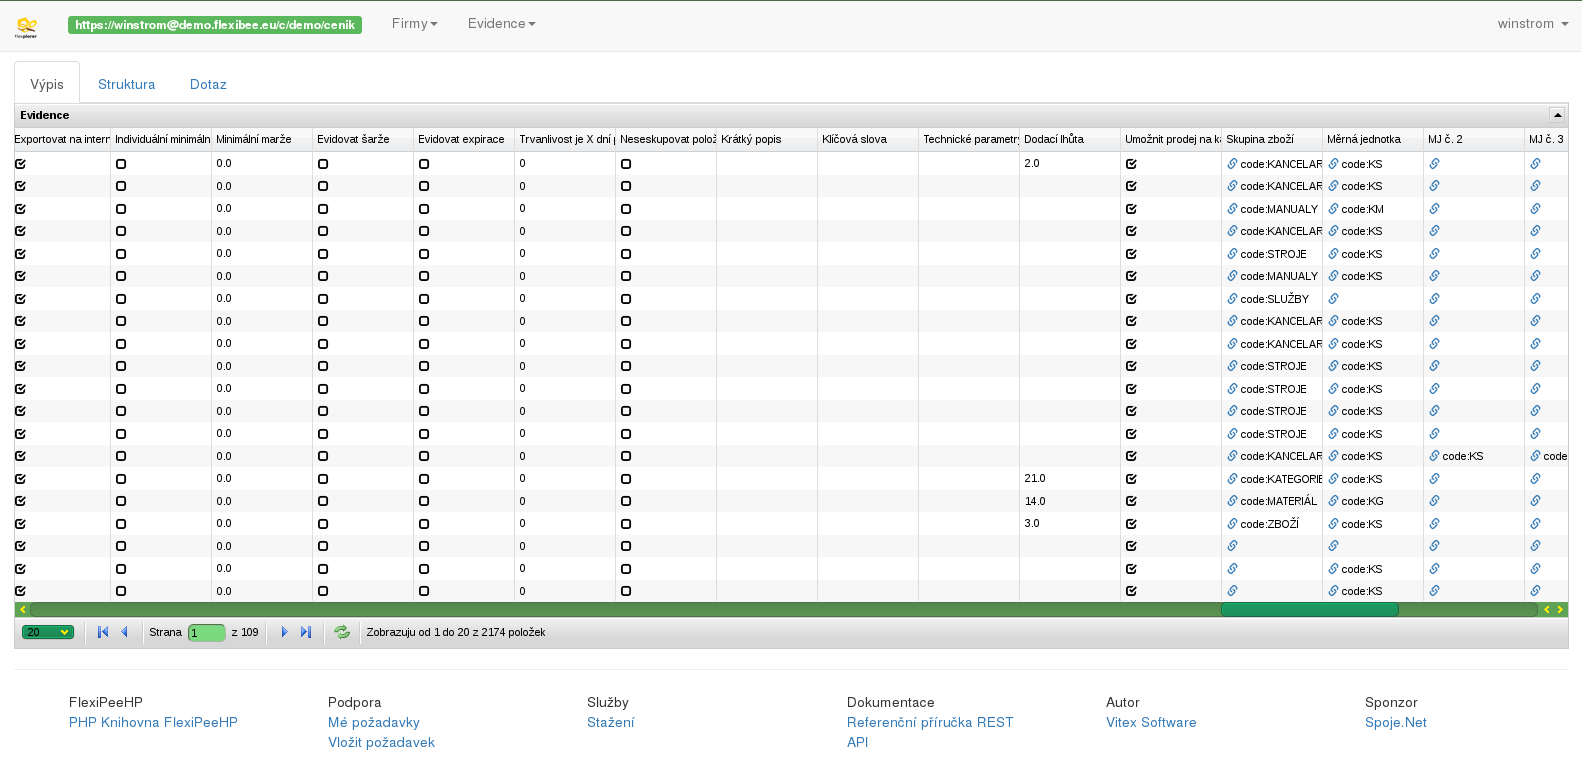 https://winstrom@demo.flexibee.eu/c/demo/cenik Firmy Evidence winstrom
Flexplorer
Výpis Struktura Dotaz
Evidence
Exportovat na intern Individuální minimáln Minimální marže Evidovat šarže Evidovat expirace Trvanlivost je X dní p Neseskupovat polož Krátký popis Klíčová slova Technické parametry Dodací lhůta Umožnit prodej na ka Skupina zboží Měrná jednotka MJ č. 2 MJ č. 3
0.0 0 2.0 code:KANCELAR code:KS
0.0 0 code:KANCELAR code:KS
0.0 0 code:MANUALY code:KM
0.0 0 code:KANCELAR code:KS
0.0 0 code:STROJE code:KS
0.0 0 code:MANUALY code:KS
0.0 0 code:SLUŽBY
0.0 0 code:KANCELAR code:KS
0.0 0 code:KANCELAR code:KS
0.0 0 code:STROJE code:KS
0.0 0 code:STROJE code:KS
0.0 0 code:STROJE code:KS
0.0 0 code:STROJE code:KS
0.0 0 code:KANCELAR code:KS code:KS code
0.0 0 21.0 code:KATEGORIE code:KS
0.0 0 14.0 code:MATERIÁL code:KG
0.0 0 3.0 code:ZBOŽÍ code:KS
0.0 0
0.0 0 code:KS
0.0 0 code:KS
20 Strana 1 z 109 Zobrazuju od 1 do 20 z 2174 položek
FlexiPeeHP Podpora Služby Dokumentace Autor Sponzor
PHP Knihovna FlexiPeeHP Mé požadavky Stažení Referenční příručka REST Vitex Software Spoje.Net
Vložit požadavek API